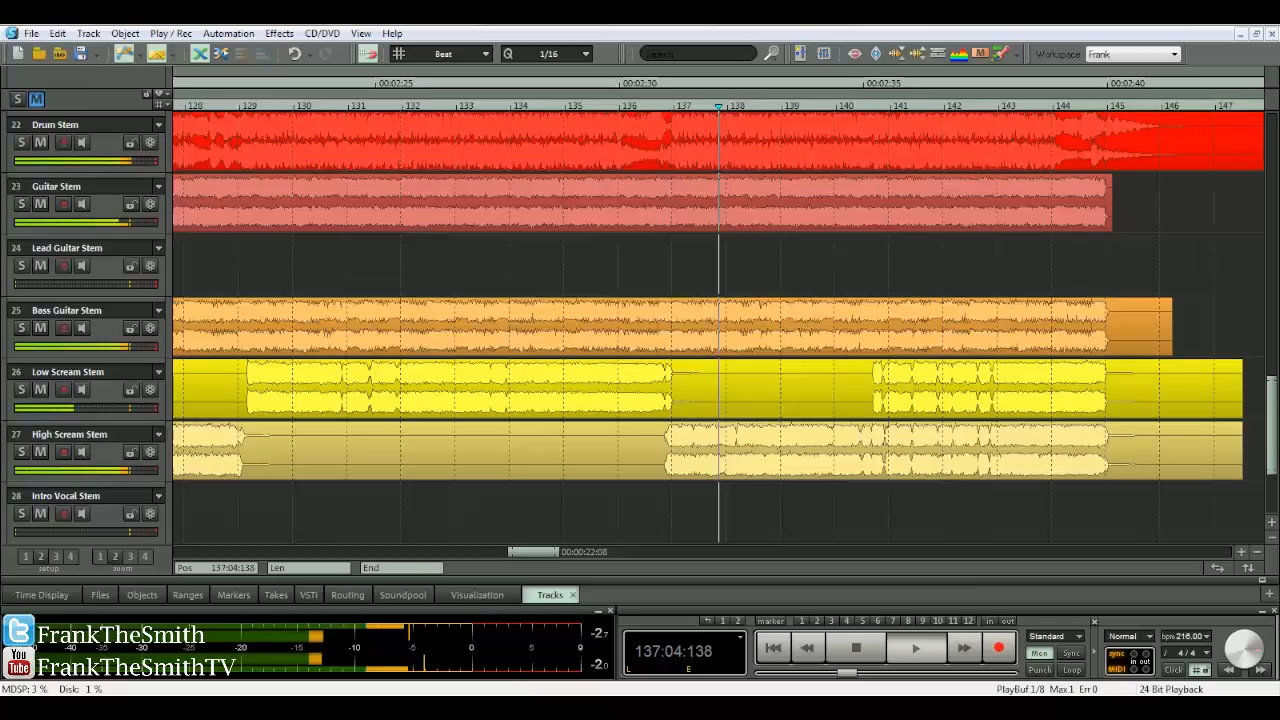 File Edit Track Object Play / Rec Automation Effects CD/DVD View Help
Beat Q 1/16 Search Workspace Frank
00:02:25 00:02:30 00:02:35 00:02:40
S M 128 129 130 131 132 133 134 135 136 137 138 139 140 141 142 143 144 145 146 147
22 Drum Stem
S M
23 Guitar Stem
S M
24 Lead Guitar Stem
S M
25 Bass Guitar Stem
S M
26 Low Scream Stem
S M
27 High Scream Stem
S M
28 Intro Vocal Stem
S M
1 2 3 4 1 2 3 4 00:00:22:08
setup zoom Pos 137:04:138 Len End
Time Display Files Objects Ranges Markers Takes VSTi Routing Soundpool Visualization Tracks
FrankTheSmith
You Tube FrankTheSmithTV
-40 -30 -20 -15 -10 -5 0 5 9
-2.7
-2.0
1 2 marker 1 2 3 4 5 6 7 8 9 10 11 12 in out
137:04:138
L E
Standard Normal bpm 216.00
Mon Sync sync in out / 4 / 4
Punch Loop MIDI Click
MDSP: 3 % Disk: 1 % PlayBuf 1/8 Max 1 Err 0 24 Bit Playback